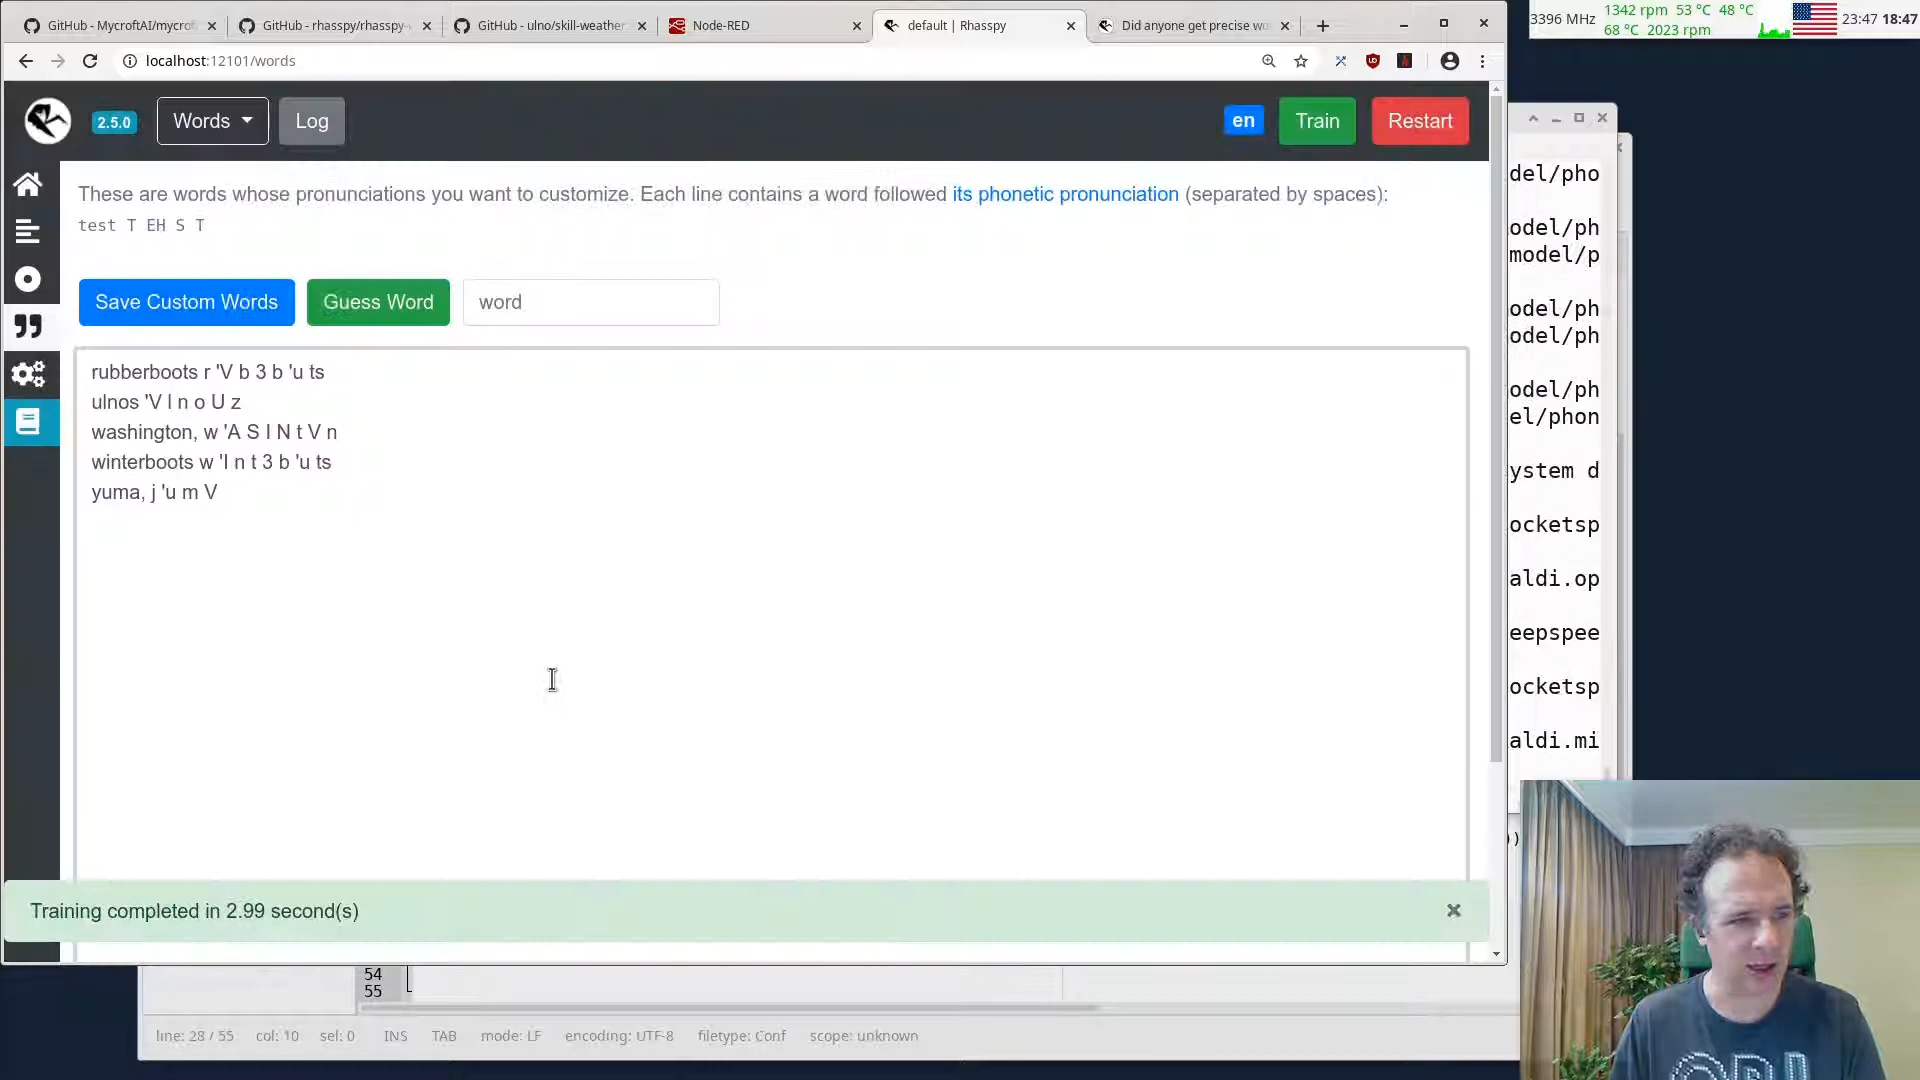 GitHub - MycroftAI/mycrof
GitHub - rhasspy/rhasspy-
GitHub - ulno/skill-weather
Node-RED
default | Rhasspy
Did anyone get precise wo
3396 MHz
1342 rpm 53 °C 48 °C
68 °C 2023 rpm
23:47 18:47
localhost:12101/words
2.5.0
Words
Log
en
Train
Restart
These are words whose pronunciations you want to customize. Each line contains a word followed its phonetic pronunciation (separated by spaces):
test T EH S T
Save Custom Words
Guess Word
word
rubberboots r 'V b 3 b 'u ts
ulnos 'V l n o U z
washington, w 'A S I N t V n
winterboots w 'I n t 3 b 'u ts
yuma, j 'u m V
del/pho
odel/ph
model/p
odel/ph
odel/ph
odel/ph
el/phon
ystem d
ocketsp
aldi.op
eepspee
ocketsp
aldi.mi
Training completed in 2.99 second(s)
54
55
line: 28 / 55 col: 10 sel: 0 INS TAB mode: LF encoding: UTF-8 filetype: Conf scope: unknown